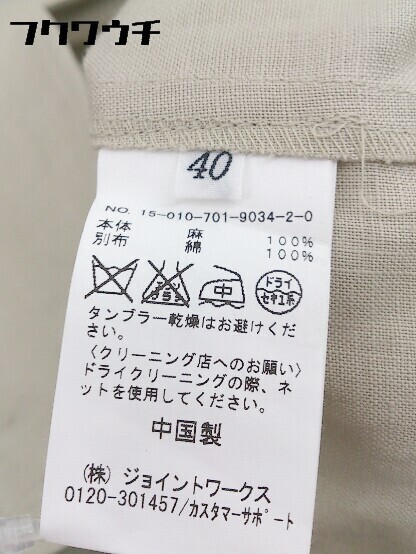 フクワウチ
40
NO. 15-010-701-9034-2-0
本体 麻 100%
別布 綿 100%
中 ドライ セキユ系
タンブラー乾燥はお避けくだ
さい。
〈クリーニング店へのお願い〉
ドライクリーニングの際、ネ
ットを使用してください。
中国製
(株) ジョイントワークス
0120-301457/カスタマーサポート